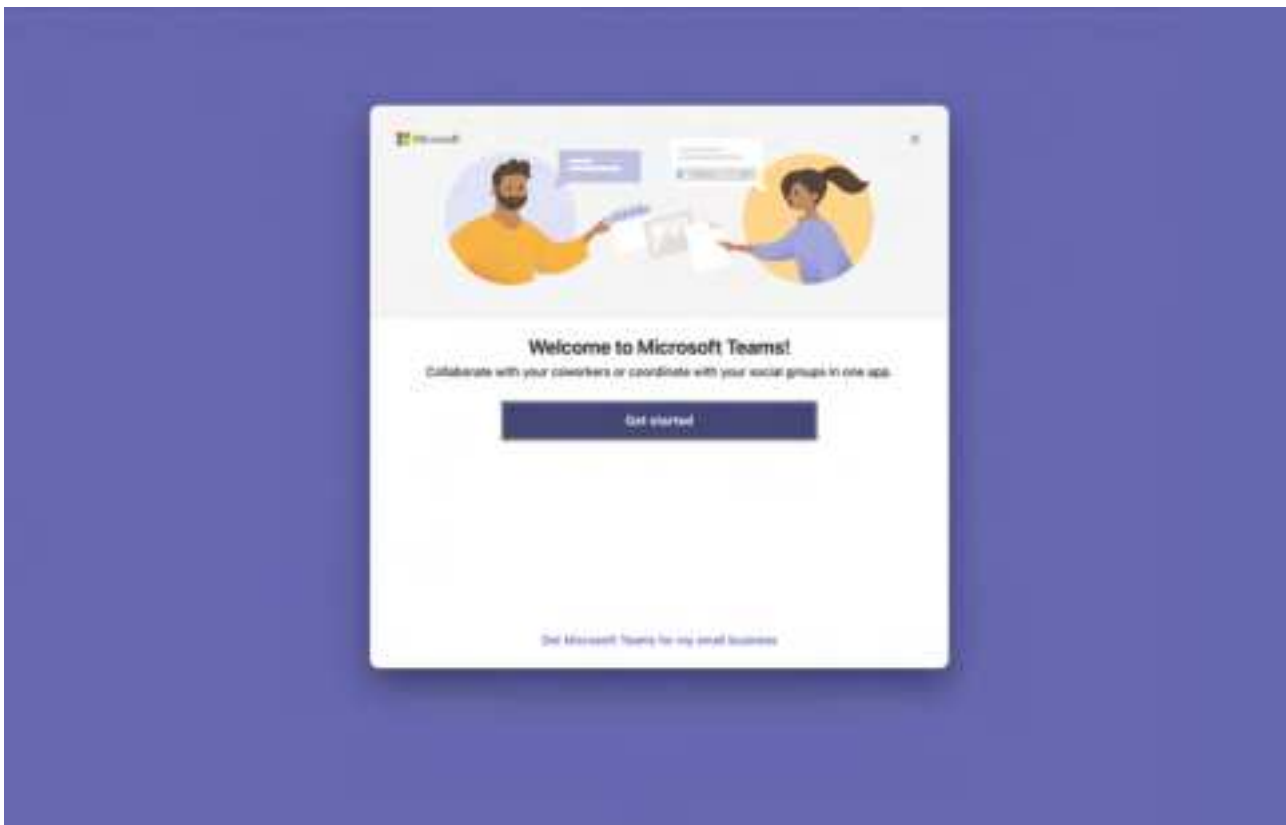 Microsoft
Welcome to Microsoft Teams!
Collaborate with your coworkers or coordinate with your social groups in one app.
Get started
Get Microsoft Teams for my small business